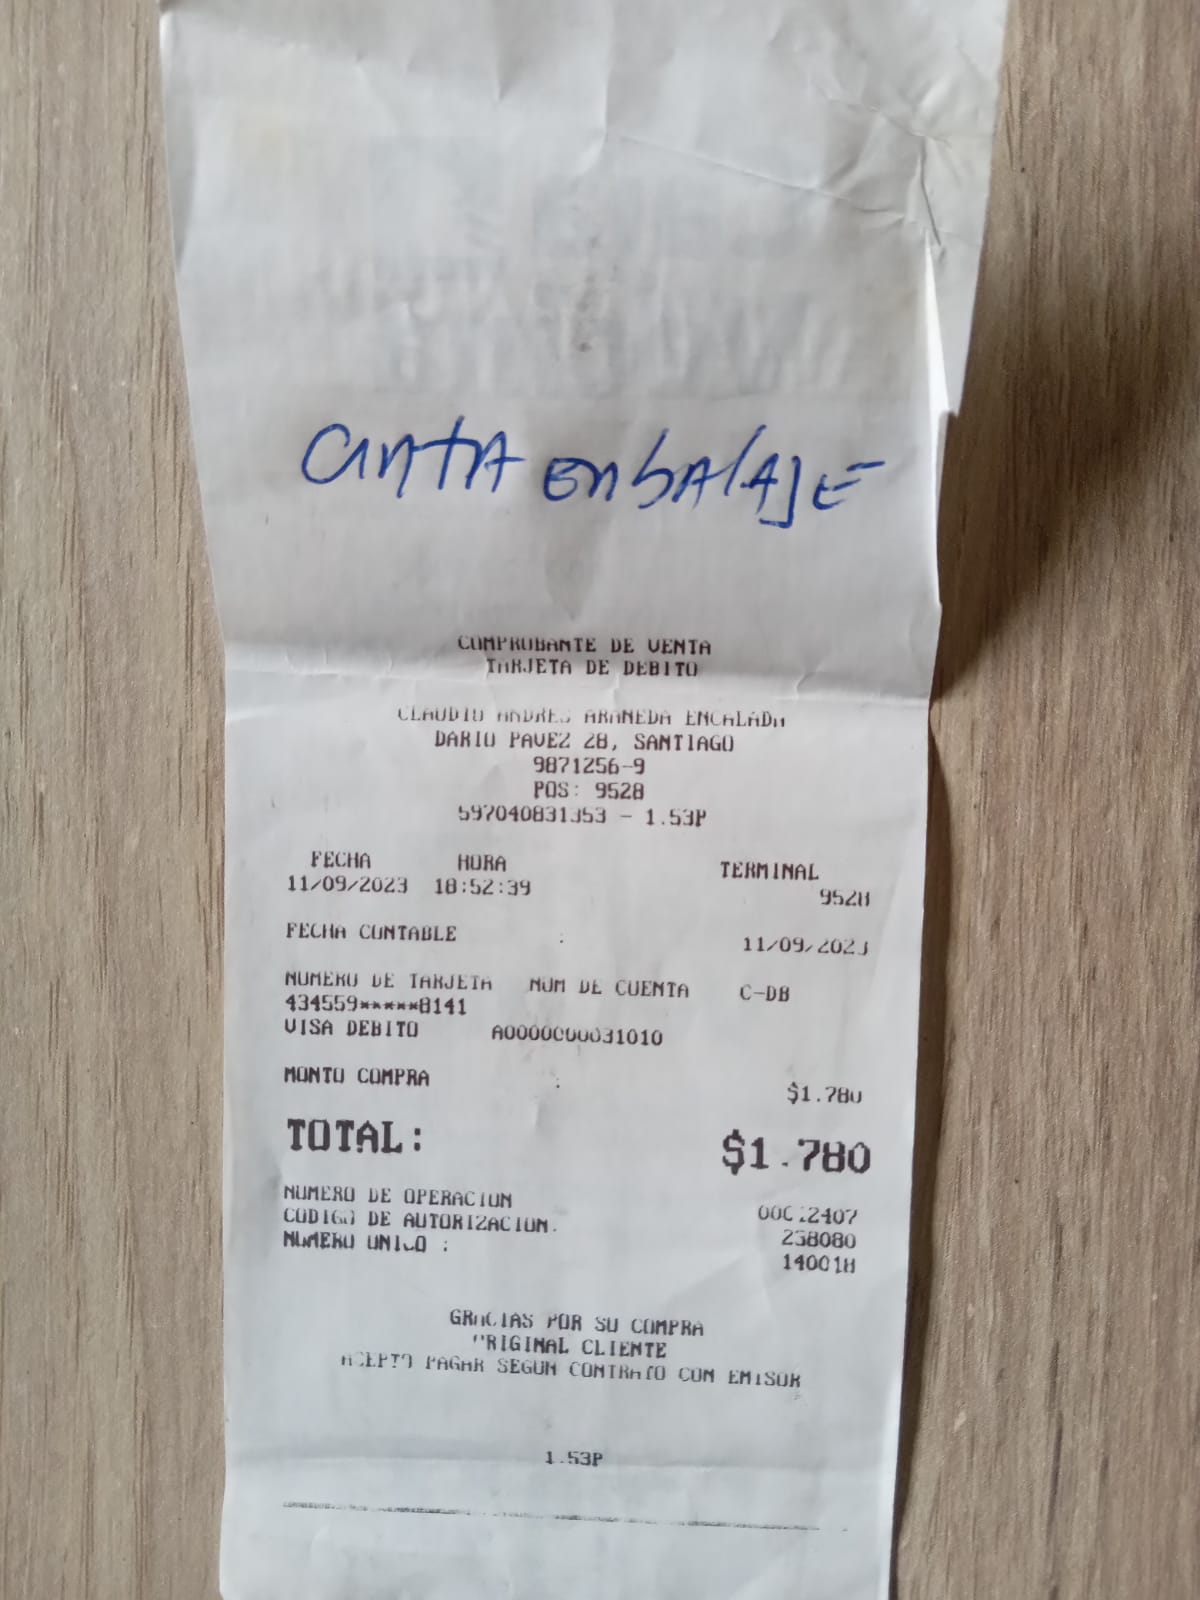 CINTA EMBALAJE
COMPROBANTE DE VENTA
TARJETA DE DEBITO
CLAUDIO ANDRES ARANEDA ENCALADA
DARIO PAVEZ 28, SANTIAGO
9871256-9
POS: 9528
597040831353 - 1.53P
FECHA HORA TERMINAL
11/09/2023 18:52:39 9528
FECHA CONTABLE : 11/09/2023
NUMERO DE TARJETA NUM DE CUENTA C-DB
434559*****8141
VISA DEBITO A0000000031010
MONTO COMPRA : $1.780
TOTAL: $1.780
NUMERO DE OPERACION
CODIGO DE AUTORIZACION. 238080
NUMERO UNICO : 140018
GRACIAS POR SU COMPRA
ORIGINAL CLIENTE
ACEPTO PAGAR SEGUN CONTRATO CON EMISOR
1.53P